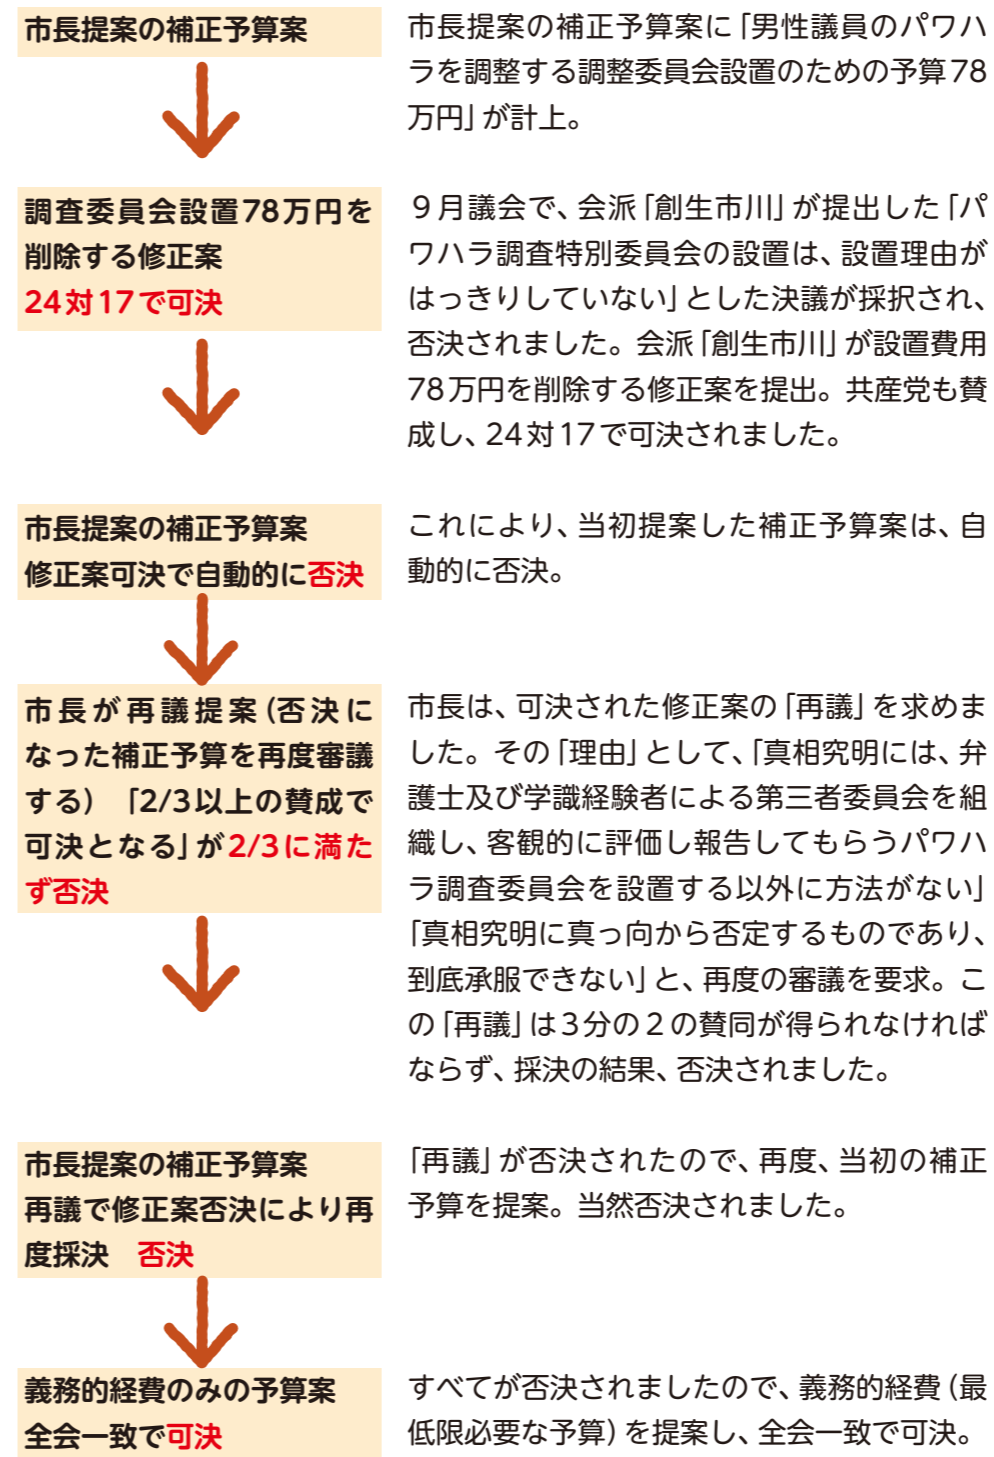 市長提案の補正予算案
市長提案の補正予算案に「男性議員のパワハ
ラを調整する調整委員会設置のための予算78
万円」が計上。
調査委員会設置78万円を
削除する修正案
24対17で可決
９月議会で、会派「創生市川」が提出した「パ
ワハラ調査特別委員会の設置は、設置理由が
はっきりしていない」とした決議が採択され、
否決されました。会派「創生市川」が設置費用
78万円を削除する修正案を提出。共産党も賛
成し、24対17で可決されました。
市長提案の補正予算案
修正案可決で自動的に否決
これにより、当初提案した補正予算案は、自
動的に否決。
市長が再議提案（否決に
なった補正予算を再度審議
する）「2/3以上の賛成で
可決となる」が2/3に満た
ず否決
市長は、可決された修正案の「再議」を求めま
した。その「理由」として、「真相究明には、弁
護士及び学識経験者による第三者委員会を組
織し、客観的に評価し報告してもらうパワハ
ラ調査委員会を設置する以外に方法がない」
「真相究明に真っ向から否定するものであり、
到底承服できない」と、再度の審議を要求。こ
の「再議」は３分の２の賛同が得られなければ
ならず、採決の結果、否決されました。
市長提案の補正予算案
再議で修正案否決により再
度採決　否決
「再議」が否決されたので、再度、当初の補正
予算を提案。当然否決されました。
義務的経費のみの予算案
全会一致で可決
すべてが否決されましたので、義務的経費（最
低限必要な予算）を提案し、全会一致で可決。